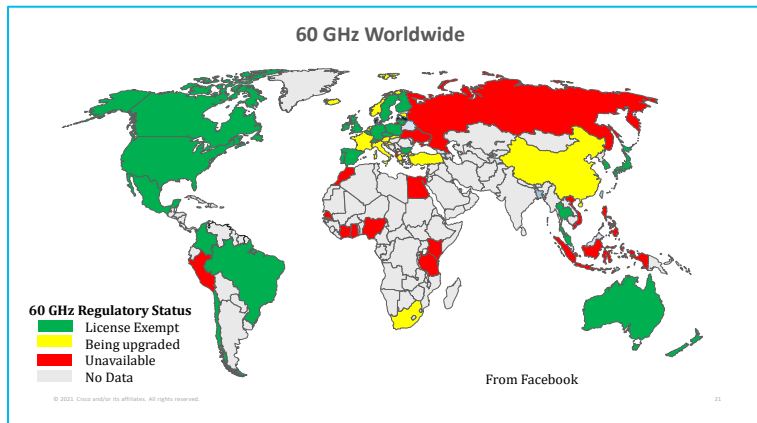 60 GHz Worldwide
60 GHz Regulatory Status
License Exempt
Being upgraded
Unavailable
No Data
From Facebook
© 2021 Cisco and/or its affiliates. All rights reserved.
21